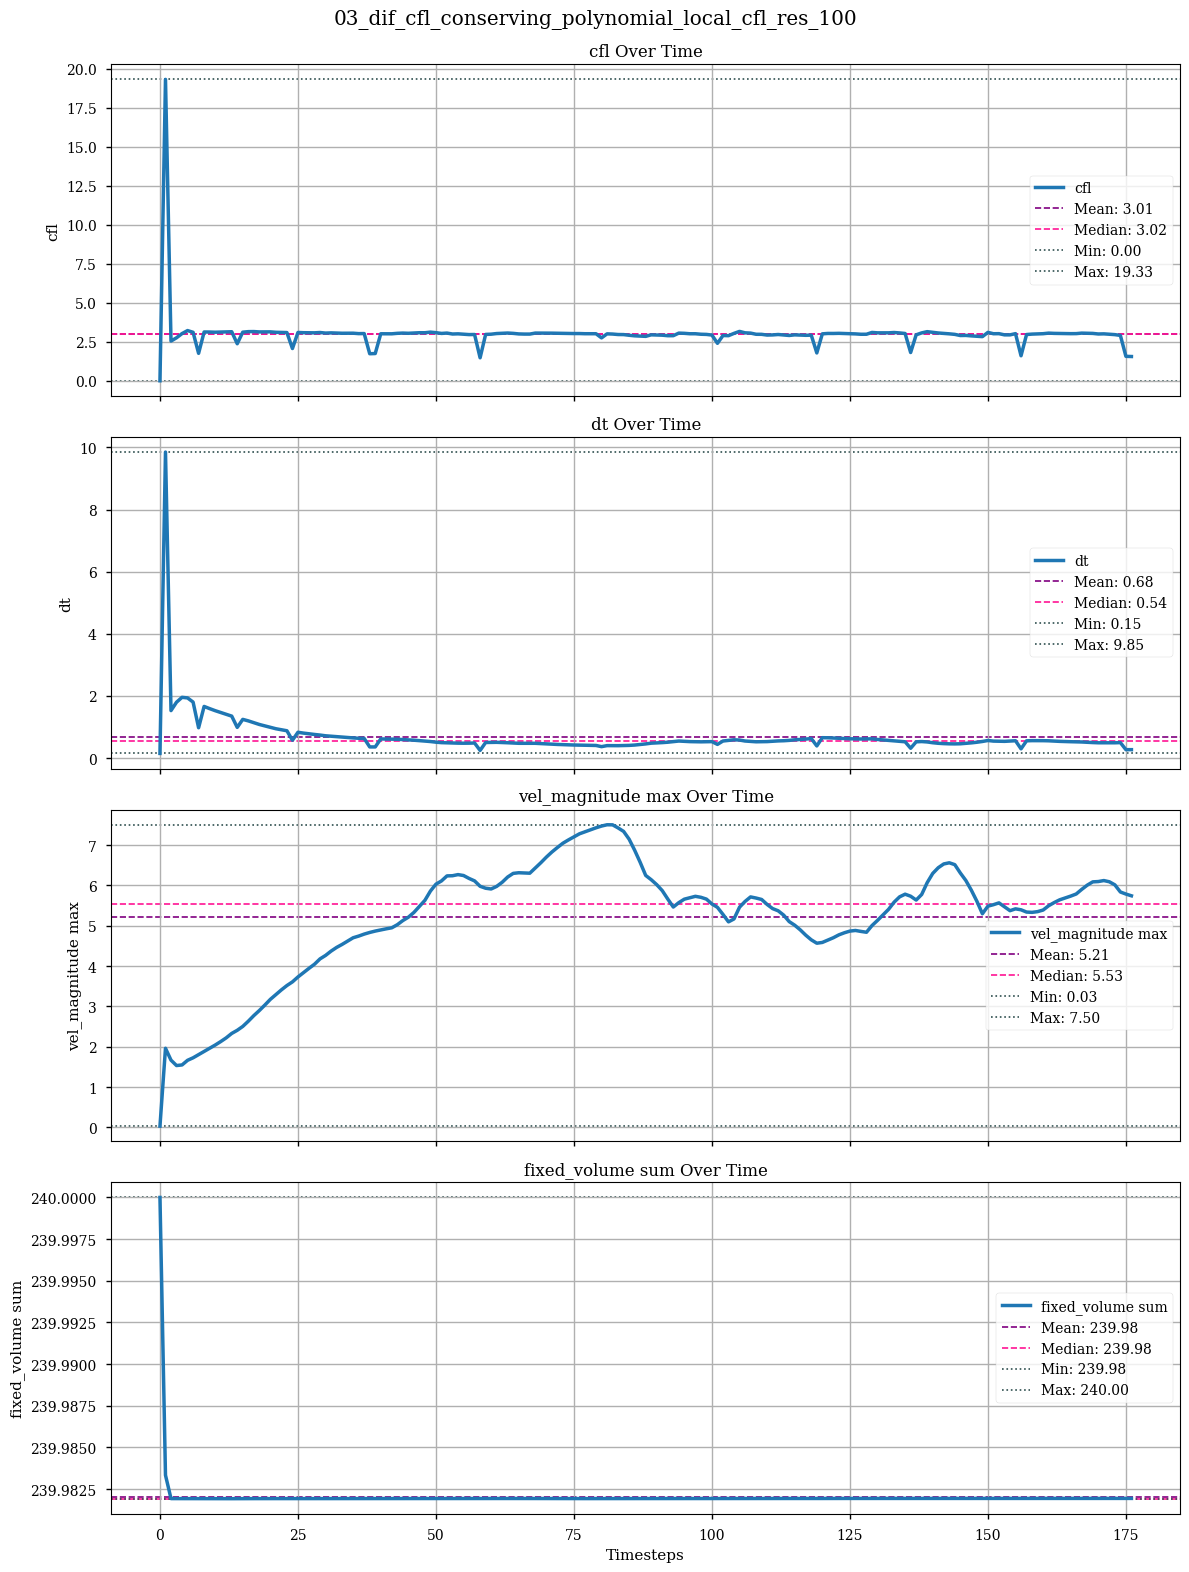 03_dif_cfl_conserving_polynomial_local_cfl_res_100
cfl Over Time
20.0
17.5
15.0
12.5
10.0
7.5
5.0
2.5
0.0
cfl
cfl
Mean: 3.01
Median: 3.02
Min: 0.00
Max: 19.33
dt Over Time
10
8
6
4
2
0
dt
dt
Mean: 0.68
Median: 0.54
Min: 0.15
Max: 9.85
vel_magnitude max Over Time
7
6
5
4
3
2
1
0
vel_magnitude max
vel_magnitude max
Mean: 5.21
Median: 5.53
Min: 0.03
Max: 7.50
fixed_volume sum Over Time
240.0000
239.9975
239.9950
239.9925
239.9900
239.9875
239.9850
239.9825
fixed_volume sum
fixed_volume sum
Mean: 239.98
Median: 239.98
Min: 239.98
Max: 240.00
0 25 50 75 100 125 150 175
Timesteps